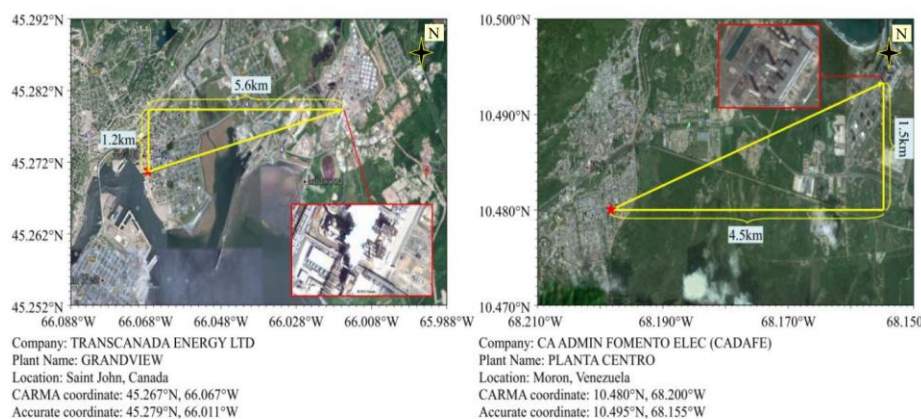 45.292°N
45.282°N
45.272°N
45.262°N
45.252°N
66.088°W 66.068°W 66.048°W 66.028°W 66.008°W 65.988°W
N
5.6km
1.2km
Company: TRANSCANADA ENERGY LTD
Plant Name: GRANDVIEW
Location: Saint John, Canada
CARMA coordinate: 45.267°N, 66.067°W
Accurate coordinate: 45.279°N, 66.011°W
10.500°N
10.490°N
10.480°N
10.470°N
68.210°W 68.190°W 68.170°W 68.150°W
N
1.5km
4.5km
Company: CA ADMIN FOMENTO ELEC (CADAFE)
Plant Name: PLANTA CENTRO
Location: Moron, Venezuela
CARMA coordinate: 10.480°N, 68.200°W
Accurate coordinate: 10.495°N, 68.155°W